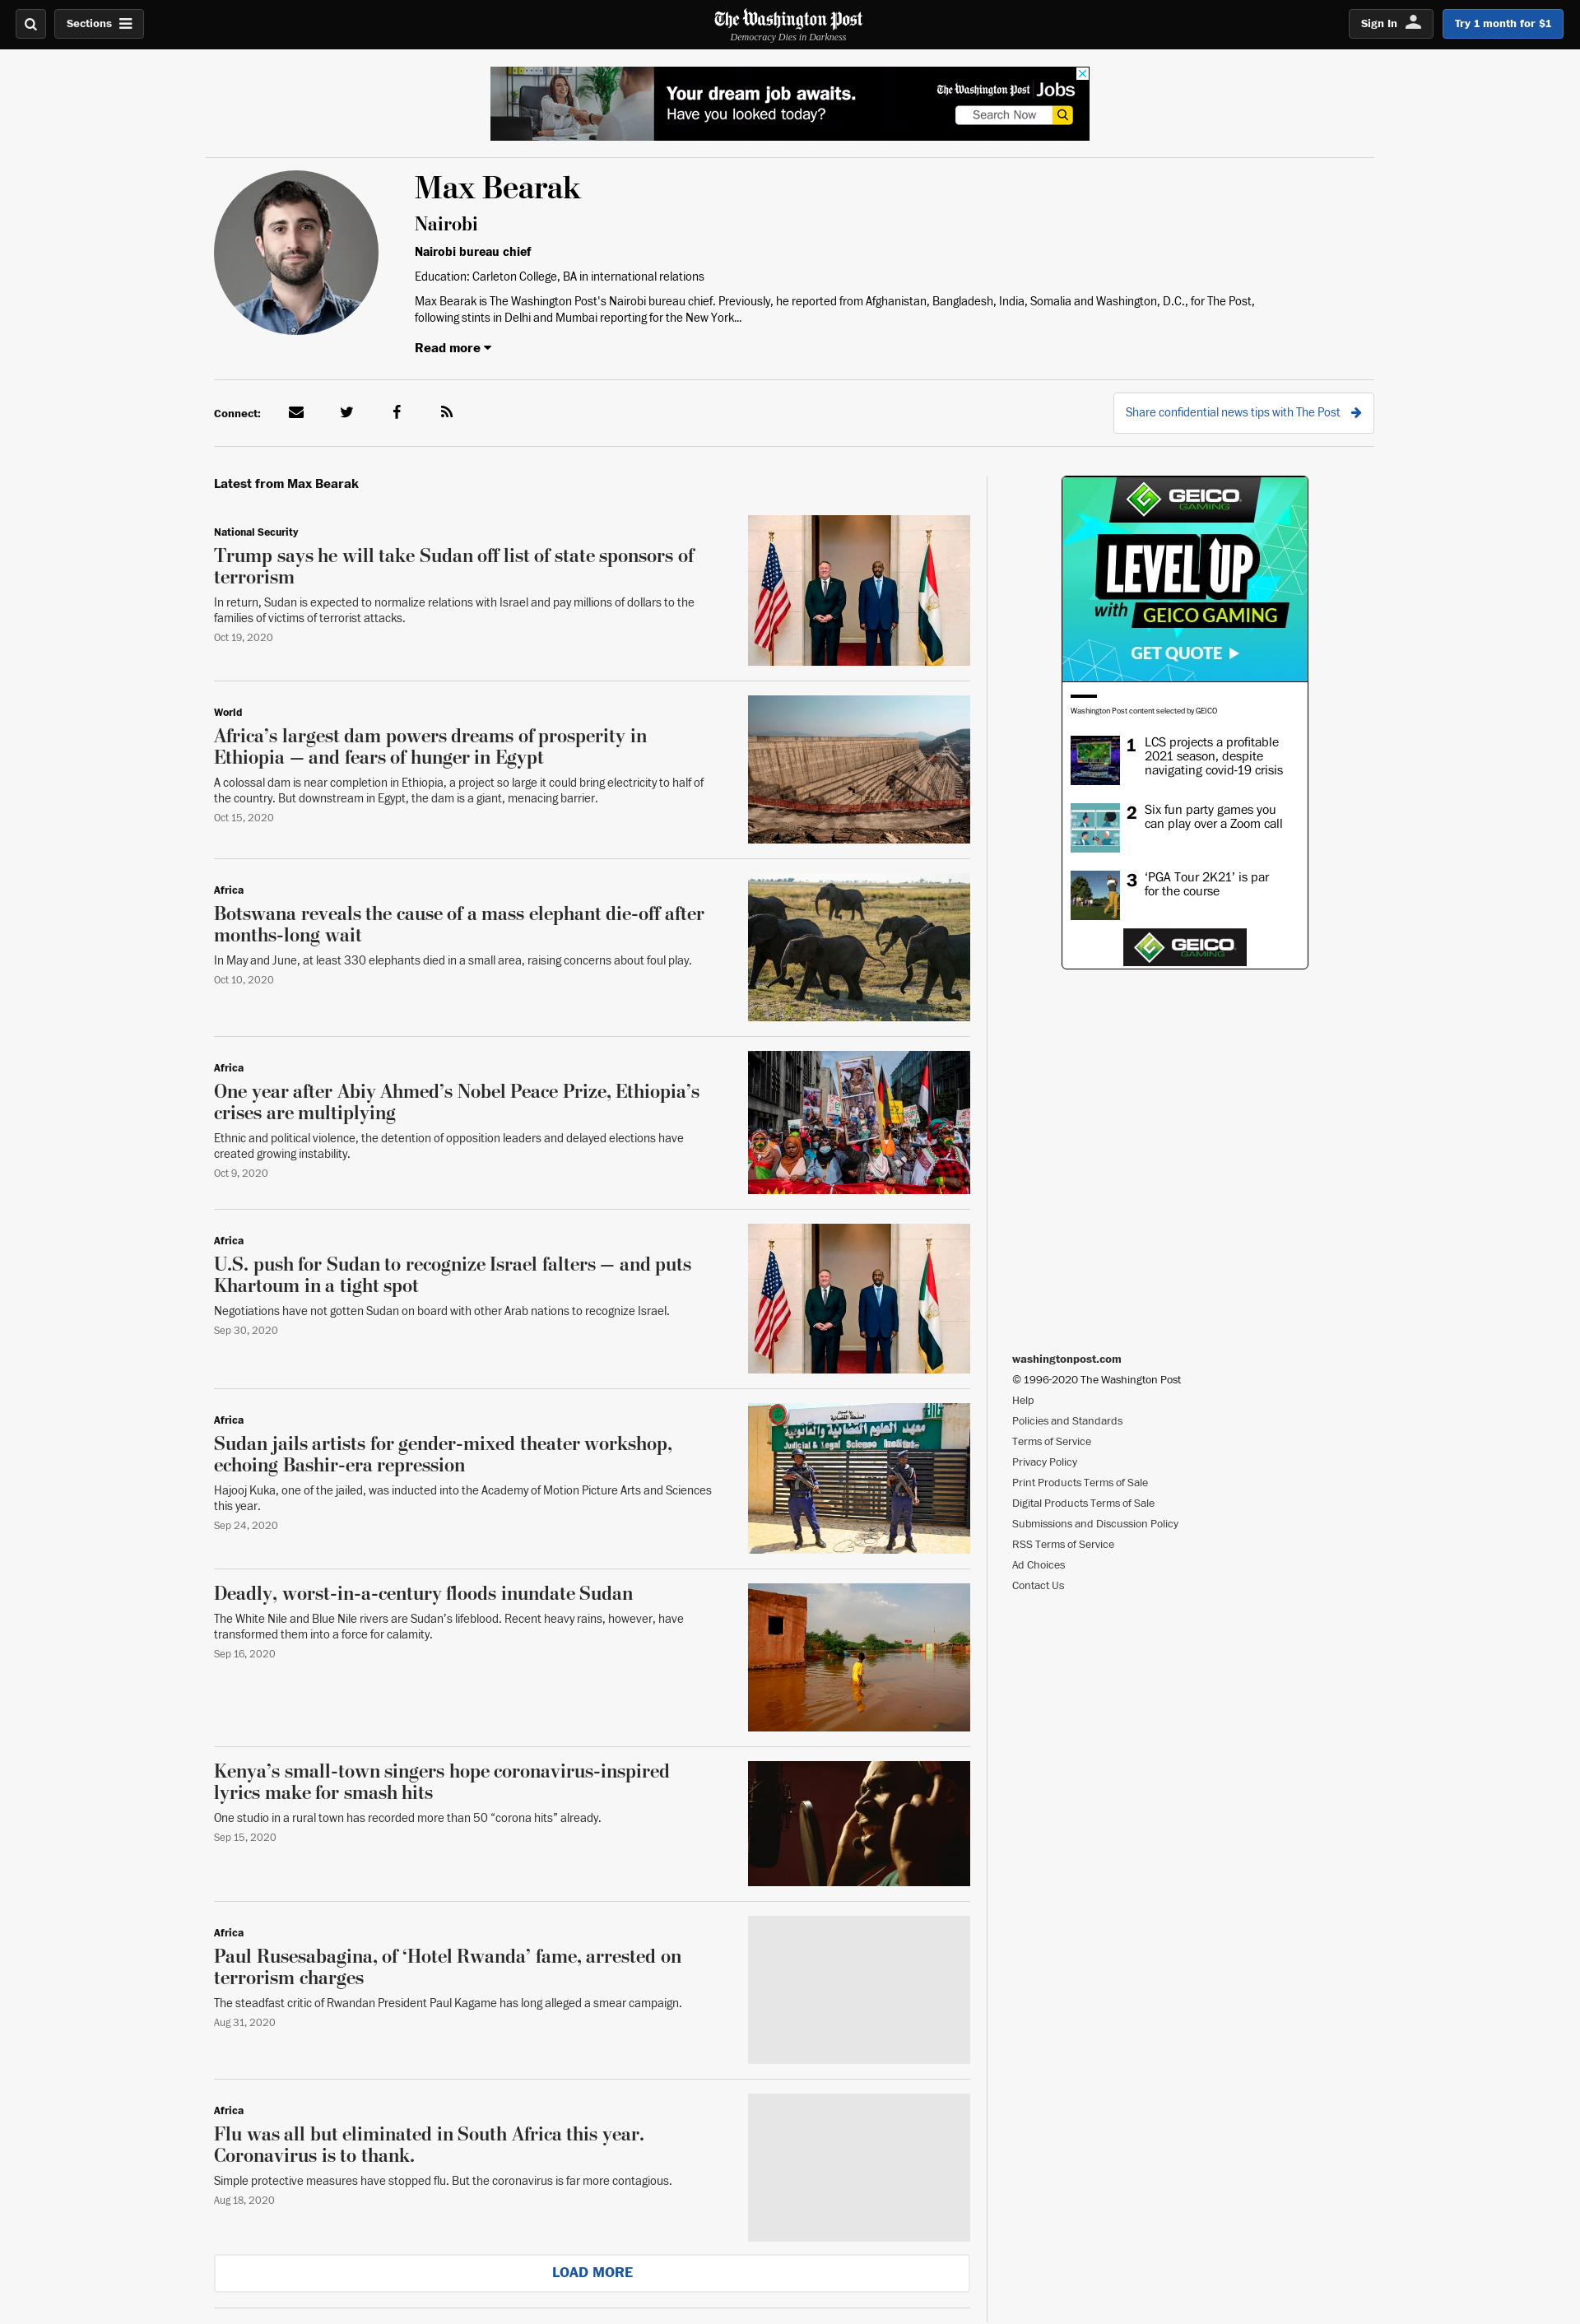 Sections
The Washington Post
Democracy Dies in Darkness
Sign In
Try 1 month for $1
Your dream job awaits.
Have you looked today?
The Washington Post Jobs
Search Now
Max Bearak
Nairobi
Nairobi bureau chief
Education: Carleton College, BA in international relations
Max Bearak is The Washington Post's Nairobi bureau chief. Previously, he reported from Afghanistan, Bangladesh, India, Somalia and Washington, D.C., for The Post,
following stints in Delhi and Mumbai reporting for the New York...
Read more
Connect:
Share confidential news tips with The Post
Latest from Max Bearak
National Security
Trump says he will take Sudan off list of state sponsors of
terrorism
In return, Sudan is expected to normalize relations with Israel and pay millions of dollars to the
families of victims of terrorist attacks.
Oct 19, 2020
World
Africa’s largest dam powers dreams of prosperity in
Ethiopia — and fears of hunger in Egypt
A colossal dam is near completion in Ethiopia, a project so large it could bring electricity to half of
the country. But downstream in Egypt, the dam is a giant, menacing barrier.
Oct 15, 2020
Africa
Botswana reveals the cause of a mass elephant die-off after
months-long wait
In May and June, at least 330 elephants died in a small area, raising concerns about foul play.
Oct 10, 2020
Africa
One year after Abiy Ahmed’s Nobel Peace Prize, Ethiopia’s
crises are multiplying
Ethnic and political violence, the detention of opposition leaders and delayed elections have
created growing instability.
Oct 9, 2020
Africa
U.S. push for Sudan to recognize Israel falters — and puts
Khartoum in a tight spot
Negotiations have not gotten Sudan on board with other Arab nations to recognize Israel.
Sep 30, 2020
Africa
Sudan jails artists for gender-mixed theater workshop,
echoing Bashir-era repression
Hajooj Kuka, one of the jailed, was inducted into the Academy of Motion Picture Arts and Sciences
this year.
Sep 24, 2020
السلطة القضائية
معهد العلوم القضائية والقانونية
Judicial & Legal Science Institute
Deadly, worst-in-a-century floods inundate Sudan
The White Nile and Blue Nile rivers are Sudan’s lifeblood. Recent heavy rains, however, have
transformed them into a force for calamity.
Sep 16, 2020
Kenya’s small-town singers hope coronavirus-inspired
lyrics make for smash hits
One studio in a rural town has recorded more than 50 “corona hits” already.
Sep 15, 2020
Africa
Paul Rusesabagina, of ‘Hotel Rwanda’ fame, arrested on
terrorism charges
The steadfast critic of Rwandan President Paul Kagame has long alleged a smear campaign.
Aug 31, 2020
Africa
Flu was all but eliminated in South Africa this year.
Coronavirus is to thank.
Simple protective measures have stopped flu. But the coronavirus is far more contagious.
Aug 18, 2020
LOAD MORE
GEICO
GAMING
LEVEL UP
with GEICO GAMING
GET QUOTE
Washington Post content selected by GEICO
1 LCS projects a profitable
2021 season, despite
navigating covid-19 crisis
2 Six fun party games you
can play over a Zoom call
3 ‘PGA Tour 2K21’ is par
for the course
GEICO
GAMING
washingtonpost.com
© 1996-2020 The Washington Post
Help
Policies and Standards
Terms of Service
Privacy Policy
Print Products Terms of Sale
Digital Products Terms of Sale
Submissions and Discussion Policy
RSS Terms of Service
Ad Choices
Contact Us